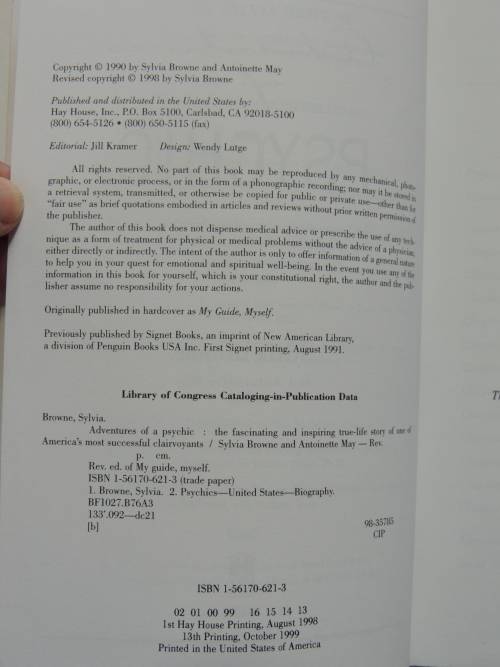 Copyright © 1990 by Sylvia Browne and Antoinette May
Revised copyright © 1998 by Sylvia Browne
Published and distributed in the United States by:
Hay House, Inc., P.O. Box 5100, Carlsbad, CA 92018-5100
(800) 654-5126 • (800) 650-5115 (fax)
Editorial: Jill Kramer Design: Wendy Lutge
All rights reserved. No part of this book may be reproduced by any mechanical, photo-
graphic, or electronic process, or in the form of a phonographic recording; nor may it be stored in
a retrieval system, transmitted, or otherwise be copied for public or private use—other than for
“fair use” as brief quotations embodied in articles and reviews without prior written permission of
the publisher.
The author of this book does not dispense medical advice or prescribe the use of any tech-
nique as a form of treatment for physical or medical problems without the advice of a physician,
either directly or indirectly. The intent of the author is only to offer information of a general nature
to help you in your quest for emotional and spiritual well-being. In the event you use any of the
information in this book for yourself, which is your constitutional right, the author and the pub-
lisher assume no responsibility for your actions.
Originally published in hardcover as My Guide, Myself.
Previously published by Signet Books, an imprint of New American Library,
a division of Penguin Books USA Inc. First Signet printing, August 1991.
Library of Congress Cataloging-in-Publication Data
Browne, Sylvia.
Adventures of a psychic : the fascinating and inspiring true-life story of one of
America's most successful clairvoyants / Sylvia Browne and Antoinette May — Rev.
p. cm.
Rev. ed. of My guide, myself.
ISBN 1-56170-621-3 (trade paper)
1. Browne, Sylvia. 2. Psychics—United States—Biography.
BF1027.B76A3
133'.092—dc21
[b]
98-35785
CIP
ISBN 1-56170-621-3
02 01 00 99 16 15 14 13
1st Hay House Printing, August 1998
13th Printing, October 1999
Printed in the United States of America